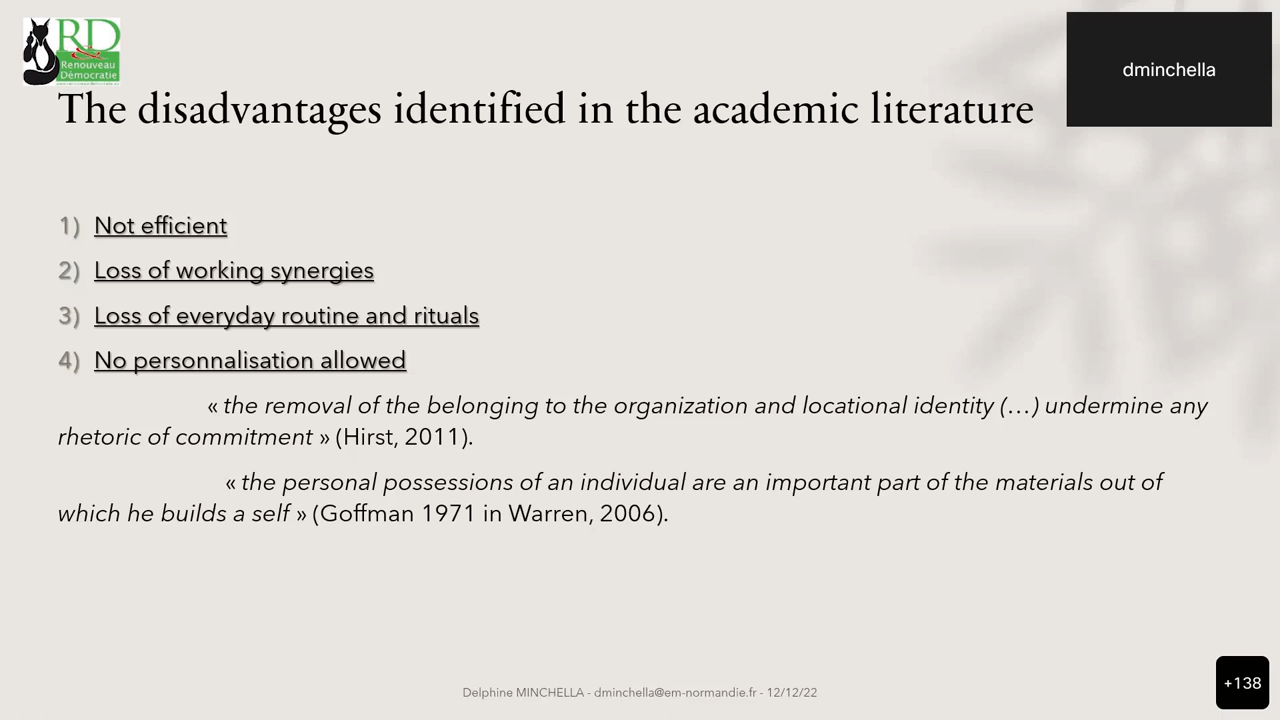 RD
Renouveau
Démocratie
dminchella
The disadvantages identified in the academic literature
1) Not efficient
2) Loss of working synergies
3) Loss of everyday routine and rituals
4) No personnalisation allowed
« the removal of the belonging to the organization and locational identity (…) undermine any
rhetoric of commitment » (Hirst, 2011).
« the personal possessions of an individual are an important part of the materials out of
which he builds a self » (Goffman 1971 in Warren, 2006).
Delphine MINCHELLA - dminchella@em-normandie.fr - 12/12/22
+138